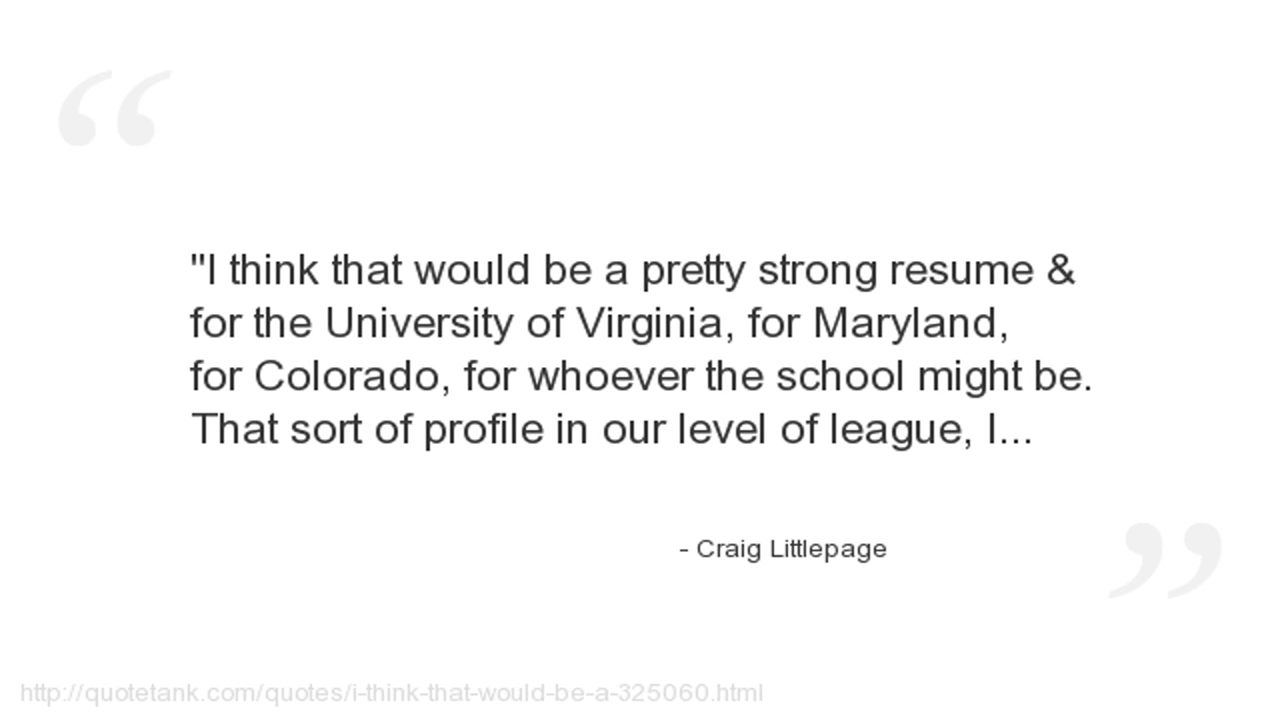 "I think that would be a pretty strong resume &
for the University of Virginia, for Maryland,
for Colorado, for whoever the school might be.
That sort of profile in our level of league, I...
- Craig Littlepage
http://quotetank.com/quotes/i-think-that-would-be-a-325060.html